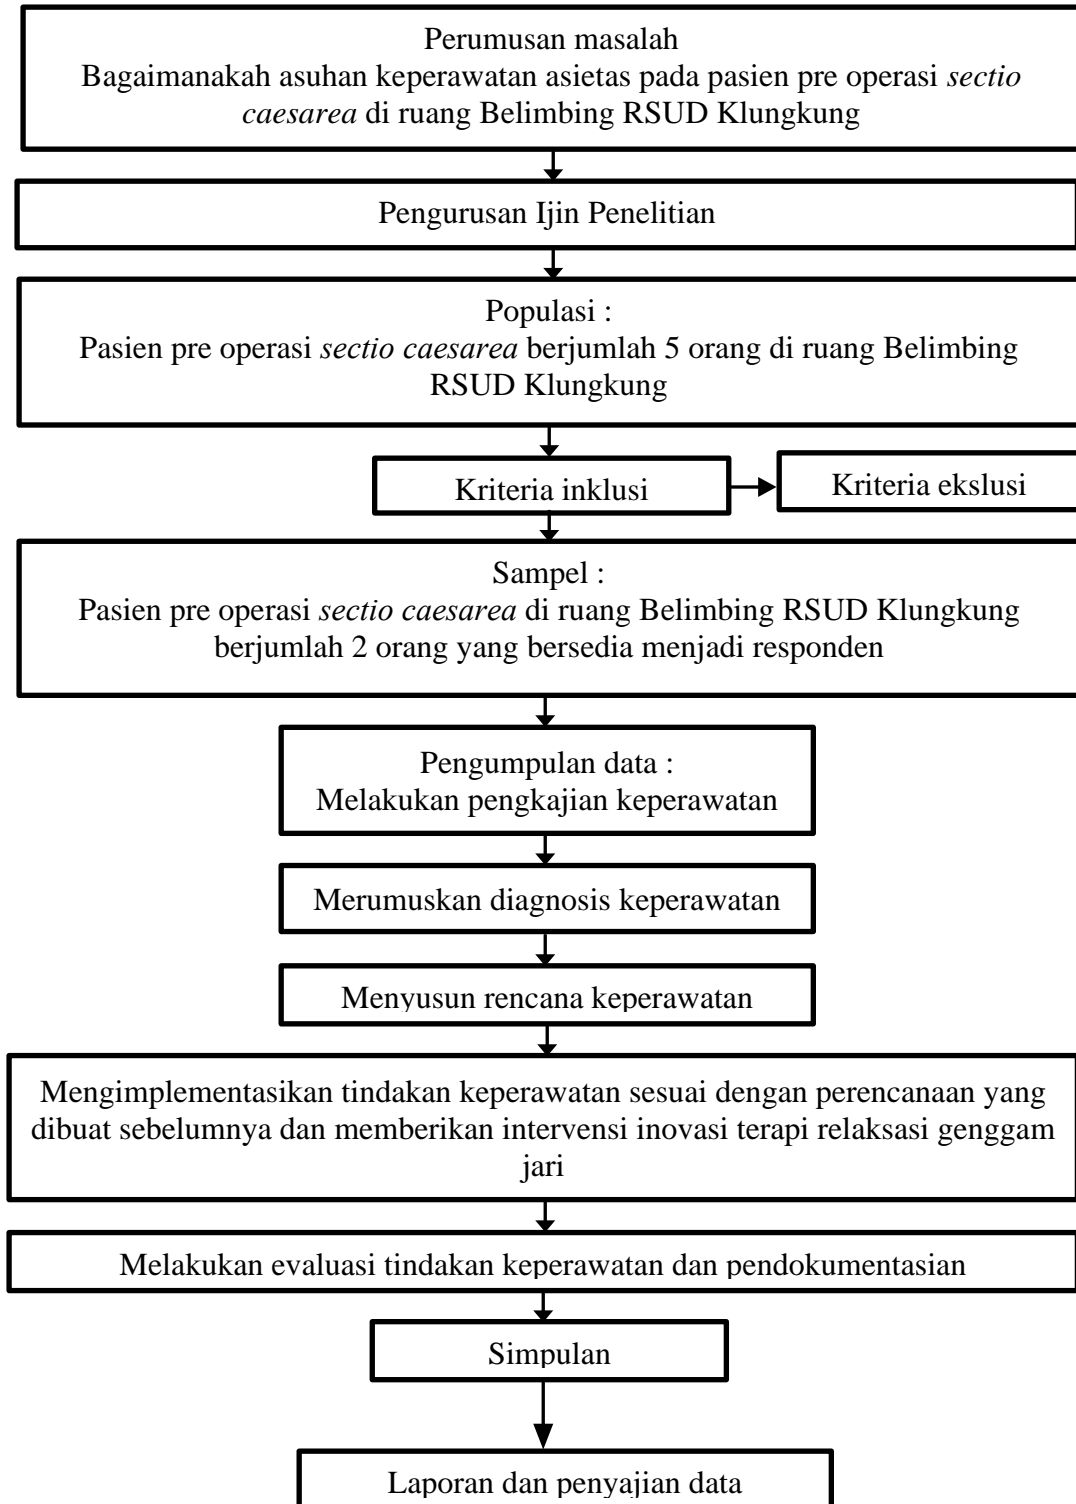 Perumusan masalah
Bagaimanakah asuhan keperawatan asietas pada pasien pre operasi sectio
caesarea di ruang Belimbing RSUD Klungkung
Pengurusan Ijin Penelitian
Populasi :
Pasien pre operasi sectio caesarea berjumlah 5 orang di ruang Belimbing
RSUD Klungkung
Kriteria inklusi
Kriteria ekslusi
Sampel :
Pasien pre operasi sectio caesarea di ruang Belimbing RSUD Klungkung
berjumlah 2 orang yang bersedia menjadi responden
Pengumpulan data :
Melakukan pengkajian keperawatan
Merumuskan diagnosis keperawatan
Menyusun rencana keperawatan
Mengimplementasikan tindakan keperawatan sesuai dengan perencanaan yang
dibuat sebelumnya dan memberikan intervensi inovasi terapi relaksasi genggam
jari
Melakukan evaluasi tindakan keperawatan dan pendokumentasian
Simpulan
Laporan dan penyajian data